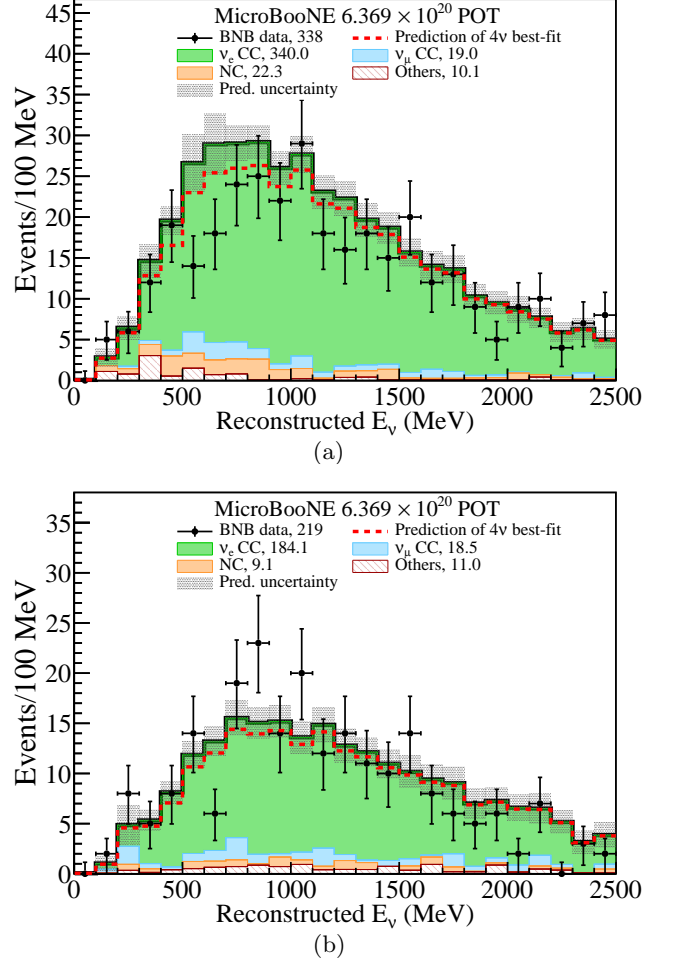 MicroBooNE 6.369 × 10²⁰ POT
BNB data, 338
Prediction of 4ν best-fit
νₑ CC, 340.0
ν_μ CC, 19.0
NC, 22.3
Others, 10.1
Pred. uncertainty
Events/100 MeV
45
40
35
30
25
20
15
10
5
0
0 500 1000 1500 2000 2500
Reconstructed E_ν (MeV)
(a)
MicroBooNE 6.369 × 10²⁰ POT
BNB data, 219
Prediction of 4ν best-fit
νₑ CC, 184.1
ν_μ CC, 18.5
NC, 9.1
Others, 11.0
Pred. uncertainty
Events/100 MeV
35
30
25
20
15
10
5
0
0 500 1000 1500 2000 2500
Reconstructed E_ν (MeV)
(b)